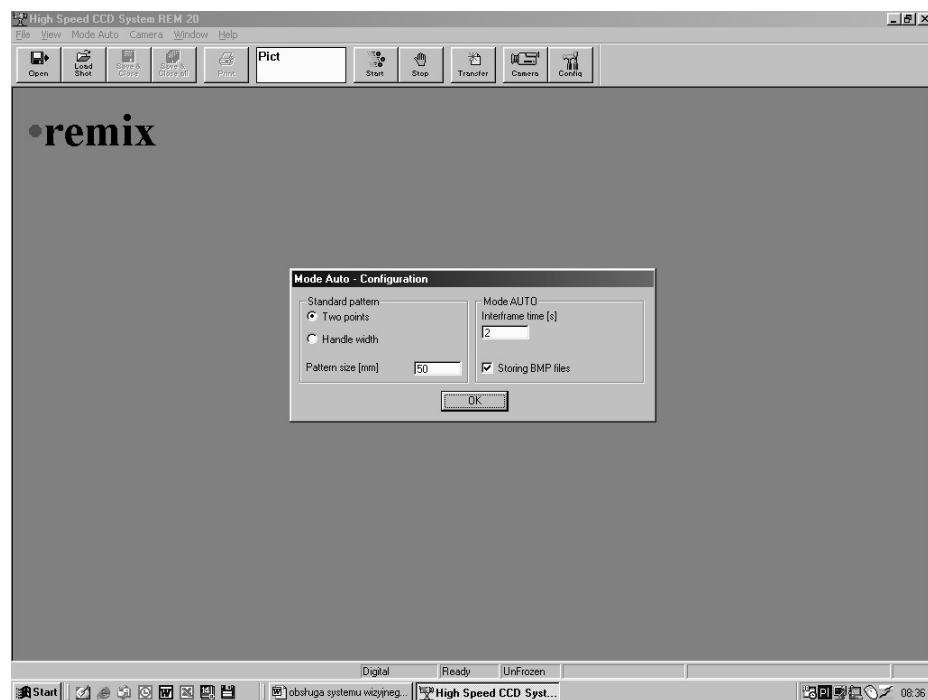 High Speed CCD System REM 20
File View Mode Auto Camera Window Help
Open Load Shot Save & Close Save & Close all Print Pict Start Stop Transfer Camera Config
•remix
Mode Auto - Configuration
Standard pattern
Two points
Handle width
Pattern size [mm] 50
Mode AUTO
Interframe time [s]
2
Storing BMP files
OK
Digital Ready UnFrozen
Start obsługa systemu wizyjneg... High Speed CCD Syst... Pl 08:36